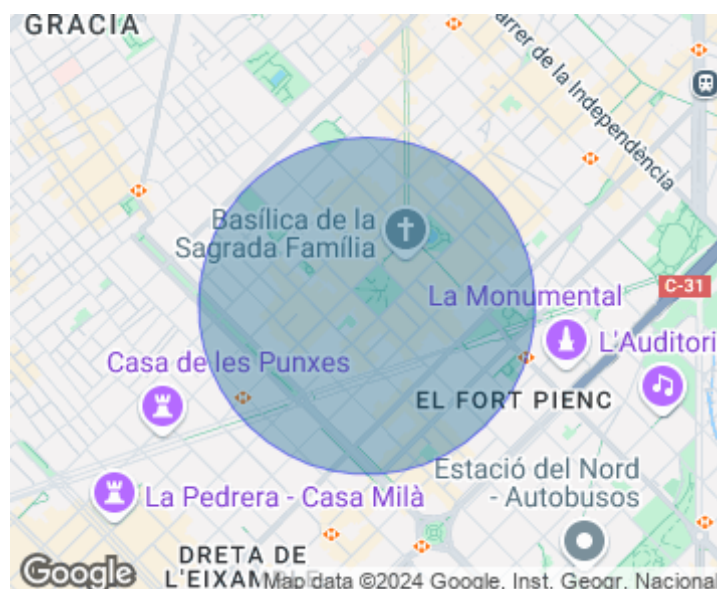 GRACIA
Carrer de la Independència
Basílica de la
Sagrada Família
C-31
La Monumental
L'Auditori
Casa de les Punxes
EL FORT PIENC
Estació del Nord
- Autobusos
La Pedrera - Casa Milà
DRETA DE
L'EIXAMPLE
Google
Map data ©2024 Google, Inst. Geogr. Nacional